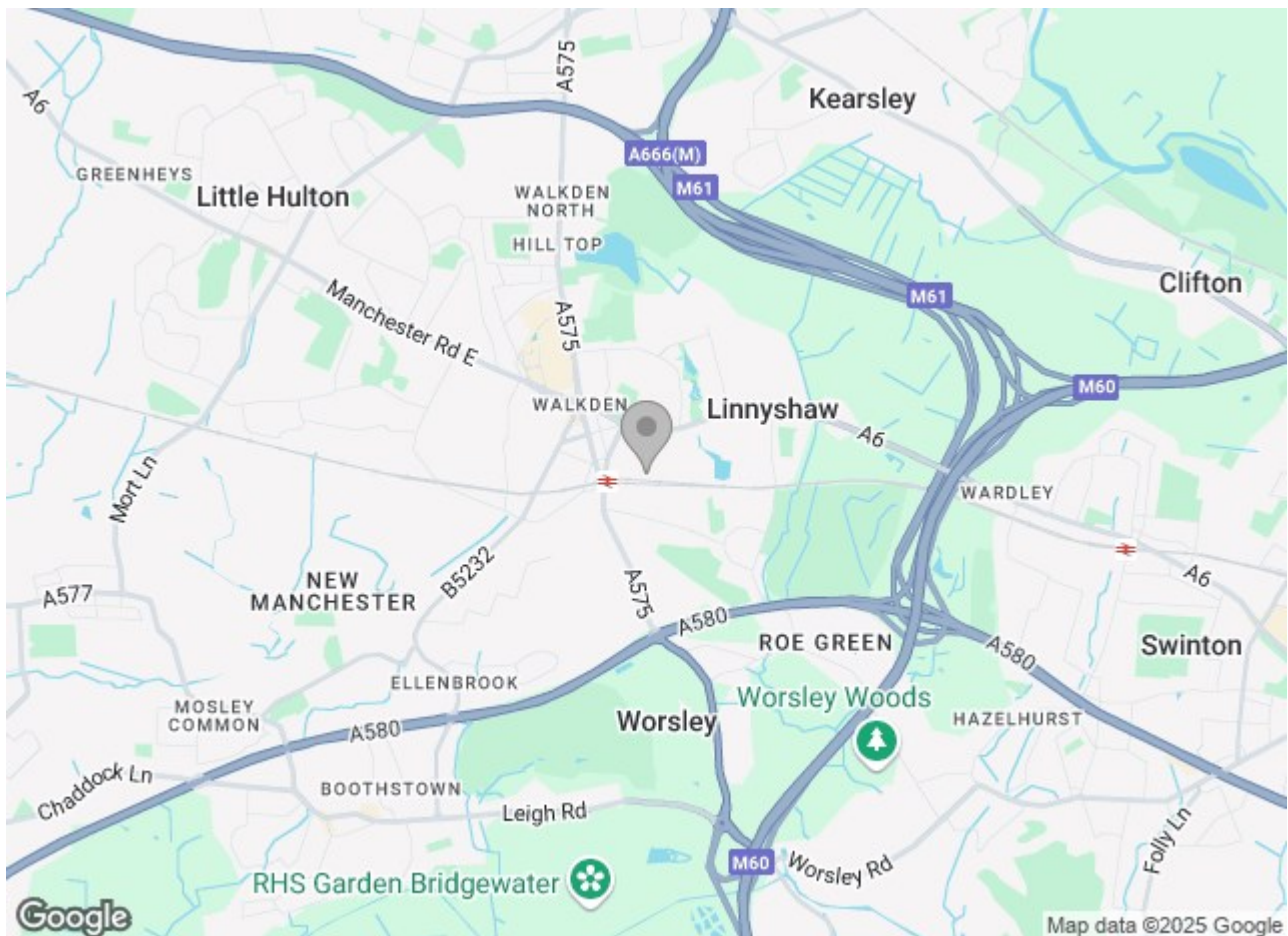 A575
A6
Kearsley
A666(M)
GREENHEYS
M61
Little Hulton
WALKDEN
NORTH
HILL TOP
Clifton
M61
Manchester Rd E
A575
M60
WALKDEN
Linnyshaw
A6
Mort Ln
WARDLEY
B5232
A577
NEW
MANCHESTER
A575
A6
A580
ROE GREEN
A580
Swinton
ELLENBROOK
Worsley Woods
MOSLEY
COMMON
Worsley
HAZELHURST
A580
Chaddock Ln
BOOTHSTOWN
Leigh Rd
Folly Ln
M60
Worsley Rd
RHS Garden Bridgewater
Google
Map data ©2025 Google